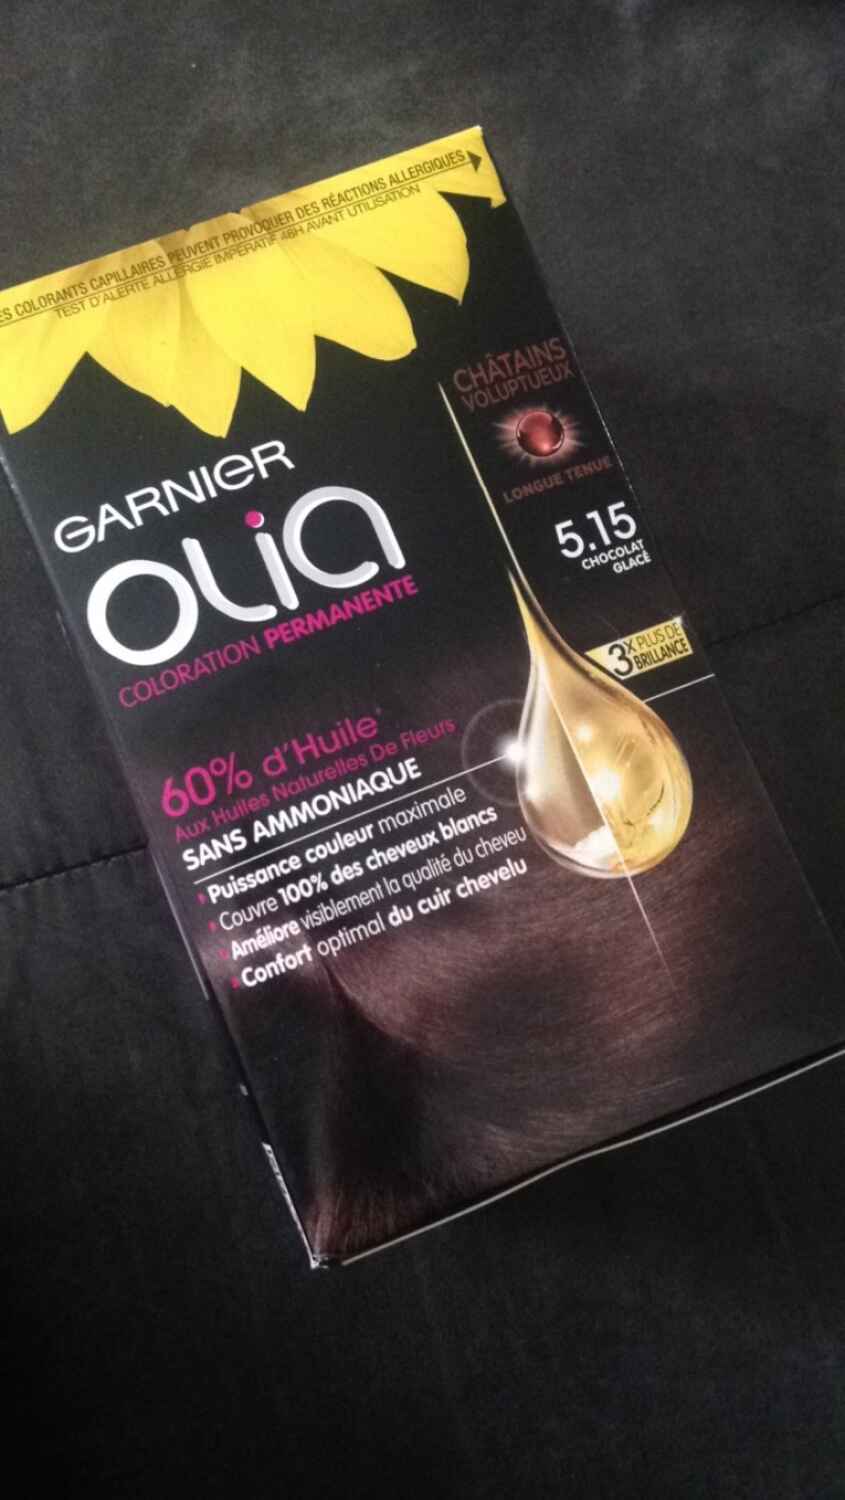 ES COLORANTS CAPILLAIRES PEUVENT PROVOQUER DES RÉACTIONS ALLERGIQUES
TEST D'ALERTE ALLERGIE IMPÉRATIF 48H AVANT UTILISATION
CHÂTAINS
VOLUPTUEUX
LONGUE TENUE
5.15
CHOCOLAT
GLACÉ
GARNIER
OLIA
COLORATION PERMANENTE
3X PLUS DE
BRILLANCE
60% d'Huile*
Aux Huiles Naturelles De Fleurs
SANS AMMONIAQUE
Puissance couleur maximale
Couvre 100% des cheveux blancs
Améliore visiblement la qualité du cheveu
Confort optimal du cuir chevelu